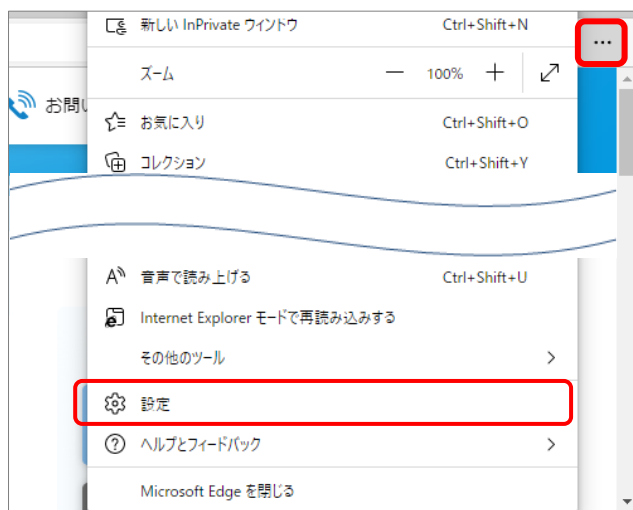 新しい InPrivate ウィンドウ Ctrl+Shift+N
…
ズーム — 100% +
お問い
お気に入り Ctrl+Shift+O
コレクション Ctrl+Shift+Y
音声で読み上げる Ctrl+Shift+U
Internet Explorer モードで再読み込みする
その他のツール >
設定
ヘルプとフィードバック >
Microsoft Edge を閉じる